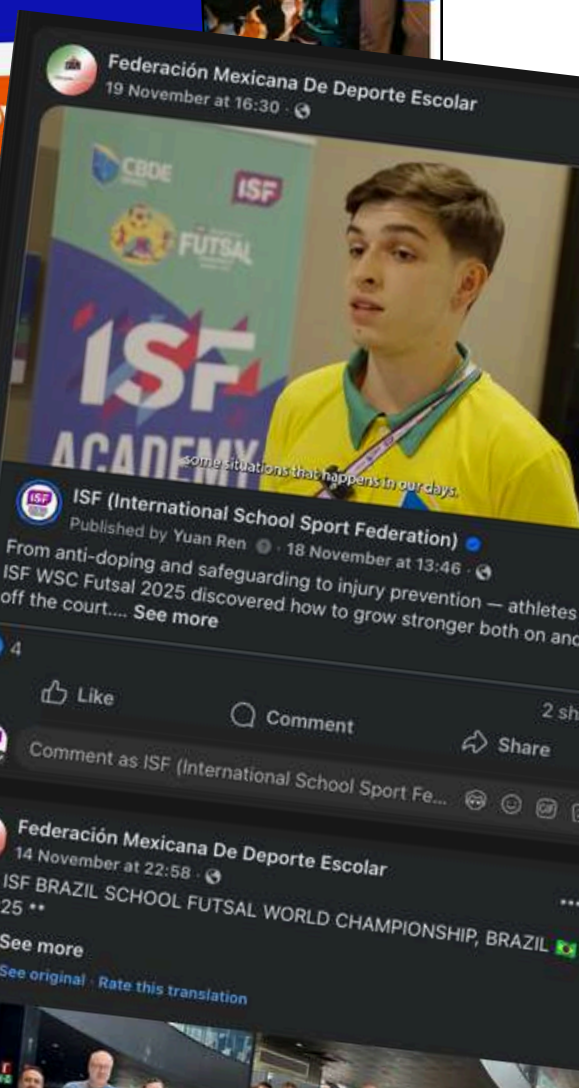 Federación Mexicana De Deporte Escolar
19 November at 16:30 ·
CBDE
ISF
FUTSAL
ISF
ACADEMY
some situations that happens in our days.
ISF (International School Sport Federation)
Published by Yuan Ren · 18 November at 13:46 ·
From anti-doping and safeguarding to injury prevention — athletes
ISF WSC Futsal 2025 discovered how to grow stronger both on and
off the court.... See more
4
2 sh
Like
Comment
Share
Comment as ISF (International School Sport Fe...
GIF
Federación Mexicana De Deporte Escolar
14 November at 22:58 ·
ISF BRAZIL SCHOOL FUTSAL WORLD CHAMPIONSHIP, BRAZIL 🇧🇷
25 **
See more
See original · Rate this translation